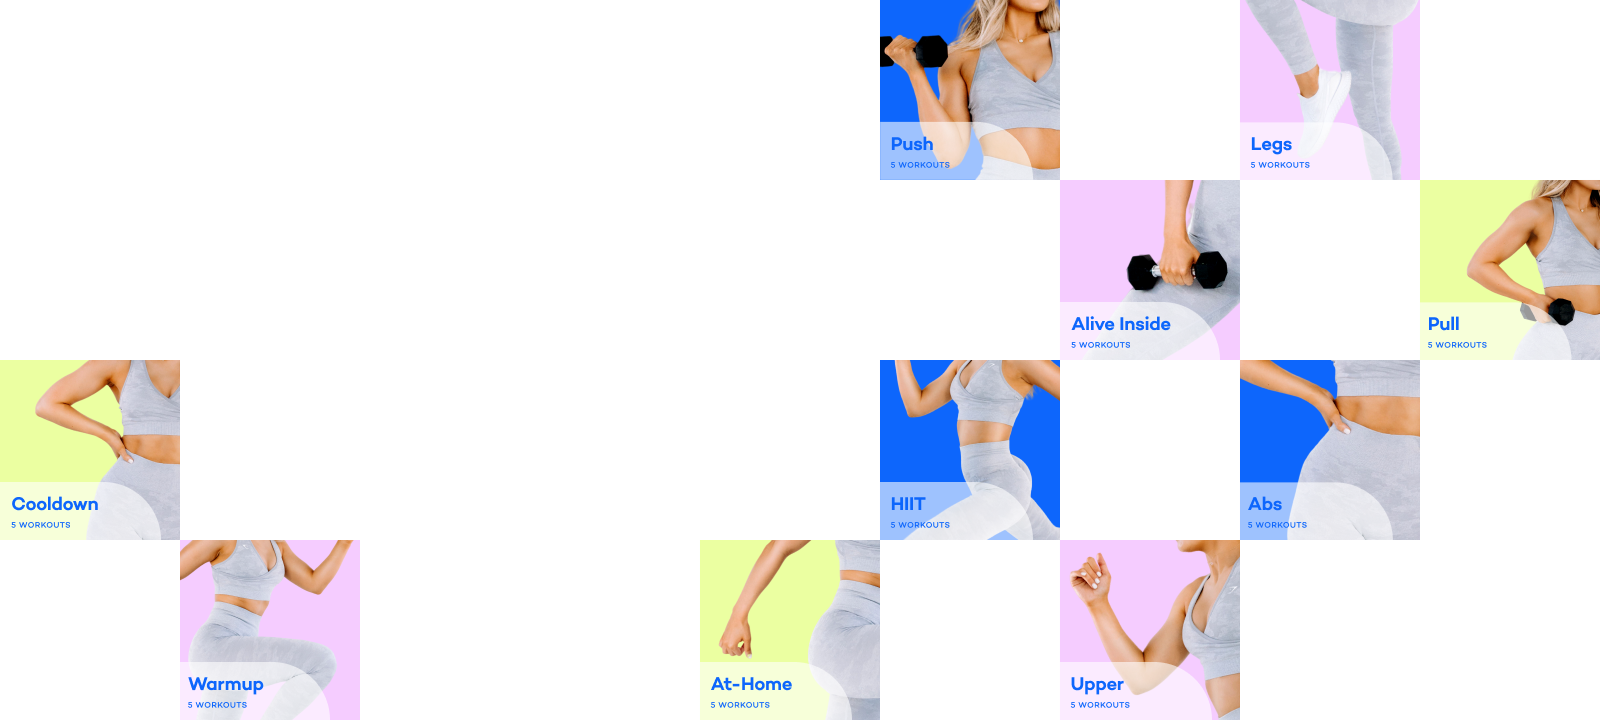 Push
5 WORKOUTS
Legs
5 WORKOUTS
Alive Inside
5 WORKOUTS
Pull
5 WORKOUTS
Cooldown
5 WORKOUTS
HIIT
5 WORKOUTS
Abs
5 WORKOUTS
Warmup
5 WORKOUTS
At-Home
5 WORKOUTS
Upper
5 WORKOUTS